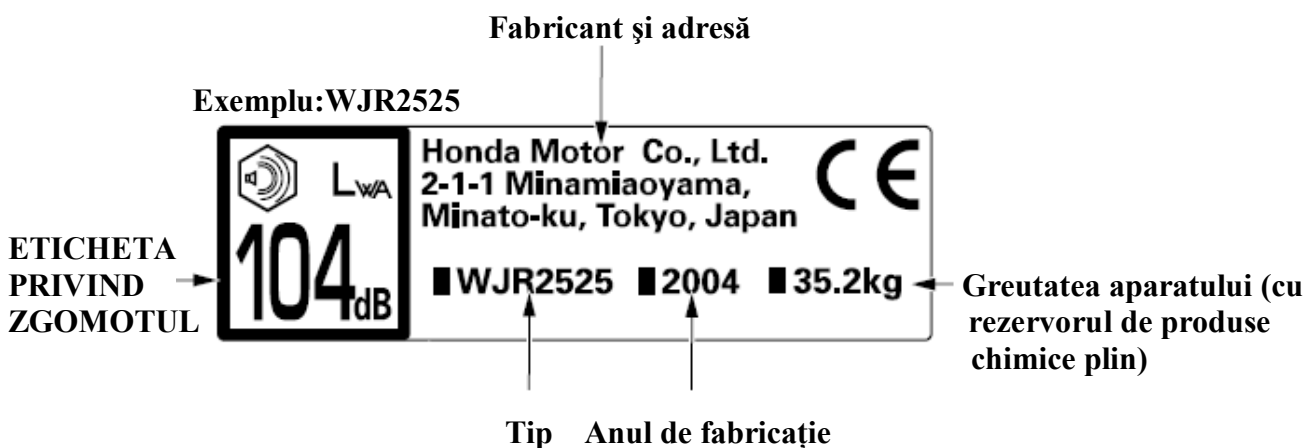 Fabricant şi adresă
Exemplu:WJR2525
LWA
104dB
Honda Motor Co., Ltd.
2-1-1 Minamiaoyama,
Minato-ku, Tokyo, Japan
CE
■WJR2525 ■2004 ■35.2kg
ETICHETA
PRIVIND
ZGOMOTUL
Greutatea aparatului (cu
rezervorul de produse
chimice plin)
Tip Anul de fabricaţie